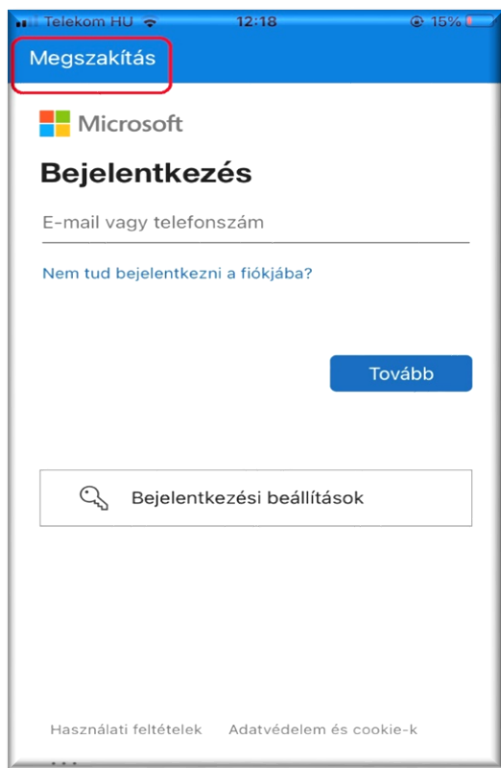 Telekom HU 12:18 15%
Megszakítás
Microsoft
Bejelentkezés
E-mail vagy telefonszám
Nem tud bejelentkezni a fiókjába?
Tovább
Bejelentkezési beállítások
Használati feltételek Adatvédelem és cookie-k
...